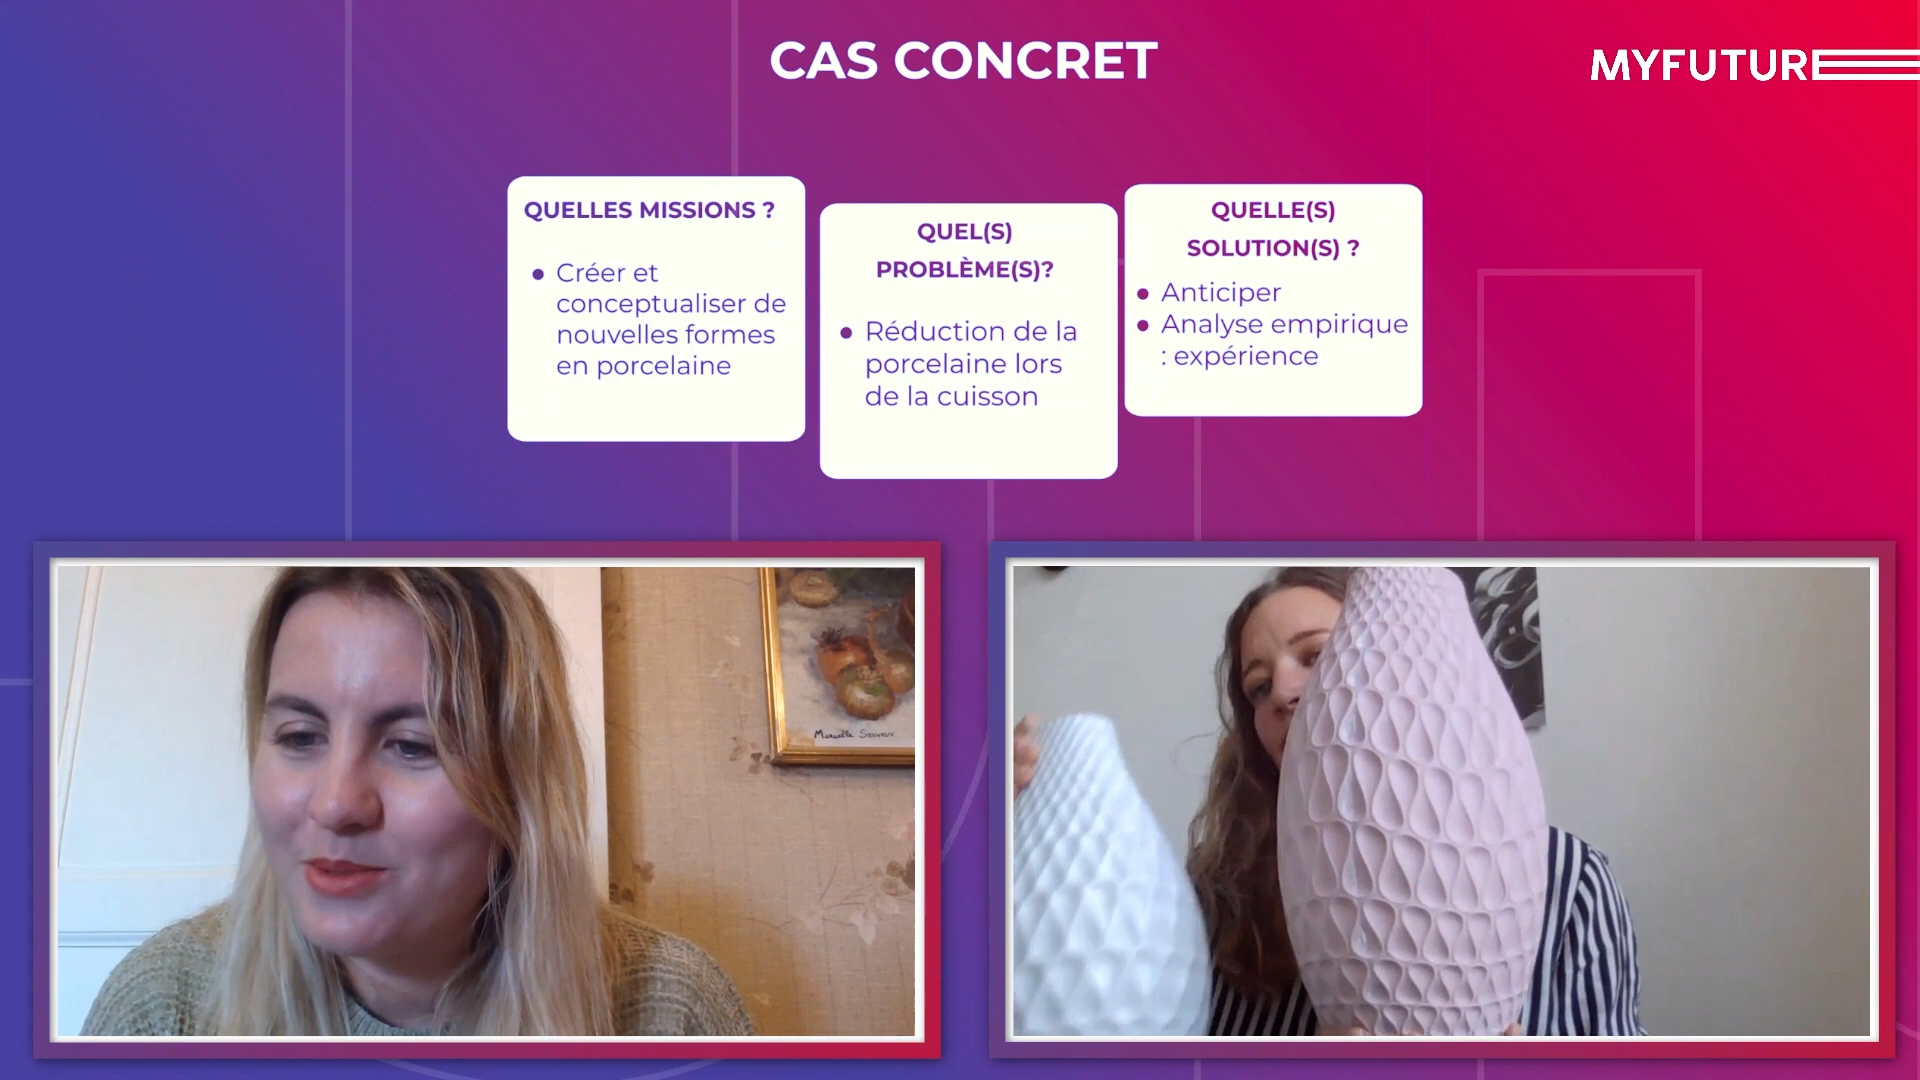 CAS CONCRET
MYFUTURE
QUELLES MISSIONS ?
● Créer et
conceptualiser de
nouvelles formes
en porcelaine
QUEL(S)
PROBLÈME(S)?
● Réduction de la
porcelaine lors
de la cuisson
QUELLE(S)
SOLUTION(S) ?
● Anticiper
● Analyse empirique
: expérience